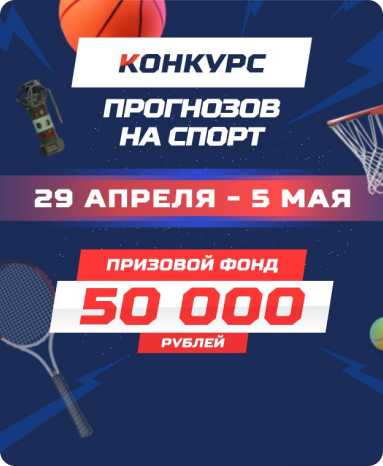 КОНКУРС
ПРОГНОЗОВ
НА СПОРТ
29 АПРЕЛЯ - 5 МАЯ
ПРИЗОВОЙ ФОНД
50 000
РУБЛЕЙ